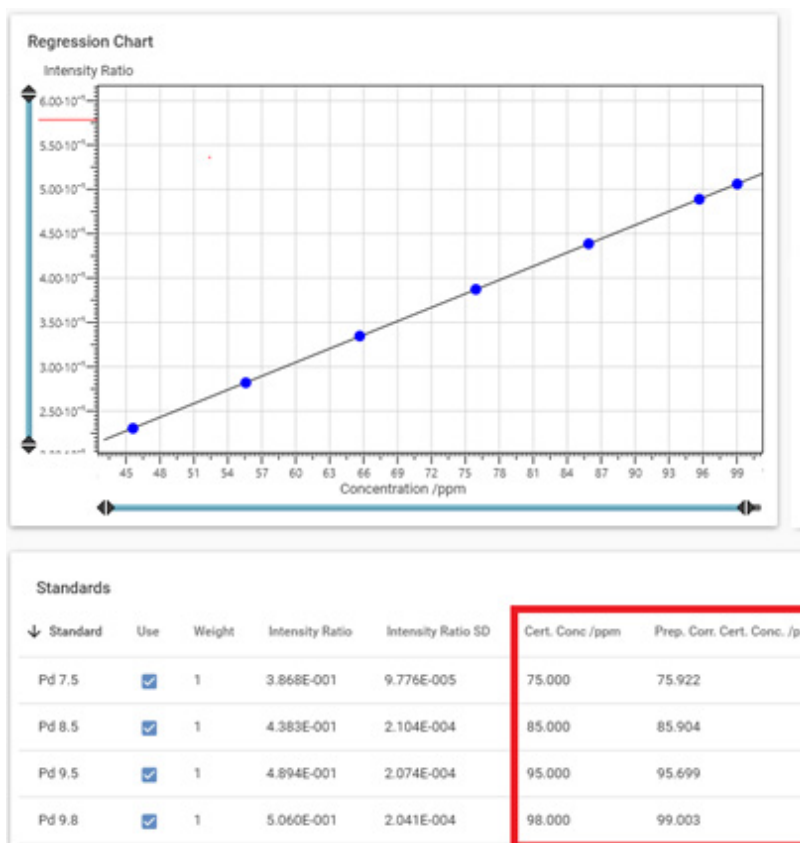 Regression Chart
Intensity Ratio
6.00·10⁻¹
5.50·10⁻¹
5.00·10⁻¹
4.50·10⁻¹
4.00·10⁻¹
3.50·10⁻¹
3.00·10⁻¹
2.50·10⁻¹
45 48 51 54 57 60 63 66 69 72 75 78 81 84 87 90 93 96 99
Concentration /ppm
Standards
Standard Use Weight Intensity Ratio Intensity Ratio SD Cert. Conc /ppm Prep. Corr. Cert. Conc. /p
Pd 7.5 1 3.868E-001 9.776E-005 75.000 75.922
Pd 8.5 1 4.383E-001 2.104E-004 85.000 85.904
Pd 9.5 1 4.894E-001 2.074E-004 95.000 95.699
Pd 9.8 1 5.060E-001 2.041E-004 98.000 99.003